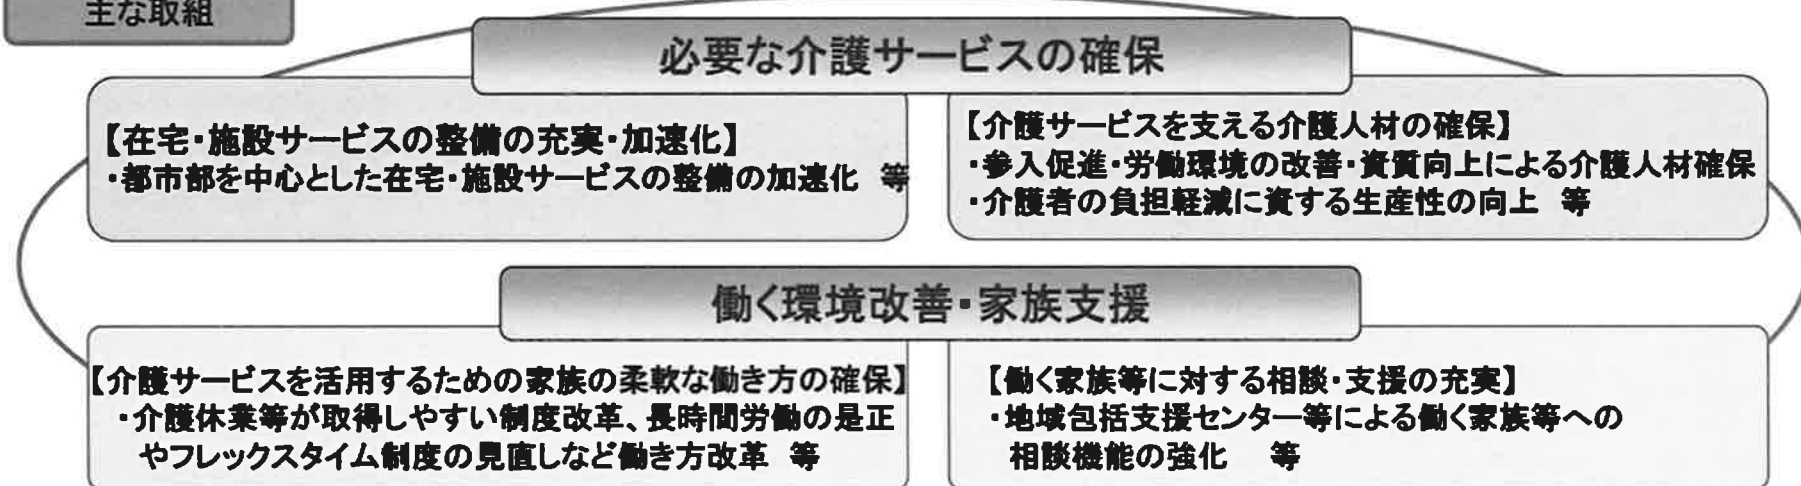 主な取組
必要な介護サービスの確保
【在宅・施設サービスの整備の充実・加速化】
・都市部を中心とした在宅・施設サービスの整備の加速化　等
【介護サービスを支える介護人材の確保】
・参入促進・労働環境の改善・資質向上による介護人材確保
・介護者の負担軽減に資する生産性の向上　等
働く環境改善・家族支援
【介護サービスを活用するための家族の柔軟な働き方の確保】
・介護休業等が取得しやすい制度改革、長時間労働の是正
やフレックスタイム制度の見直しなど働き方改革　等
【働く家族等に対する相談・支援の充実】
・地域包括支援センター等による働く家族等への
相談機能の強化　等